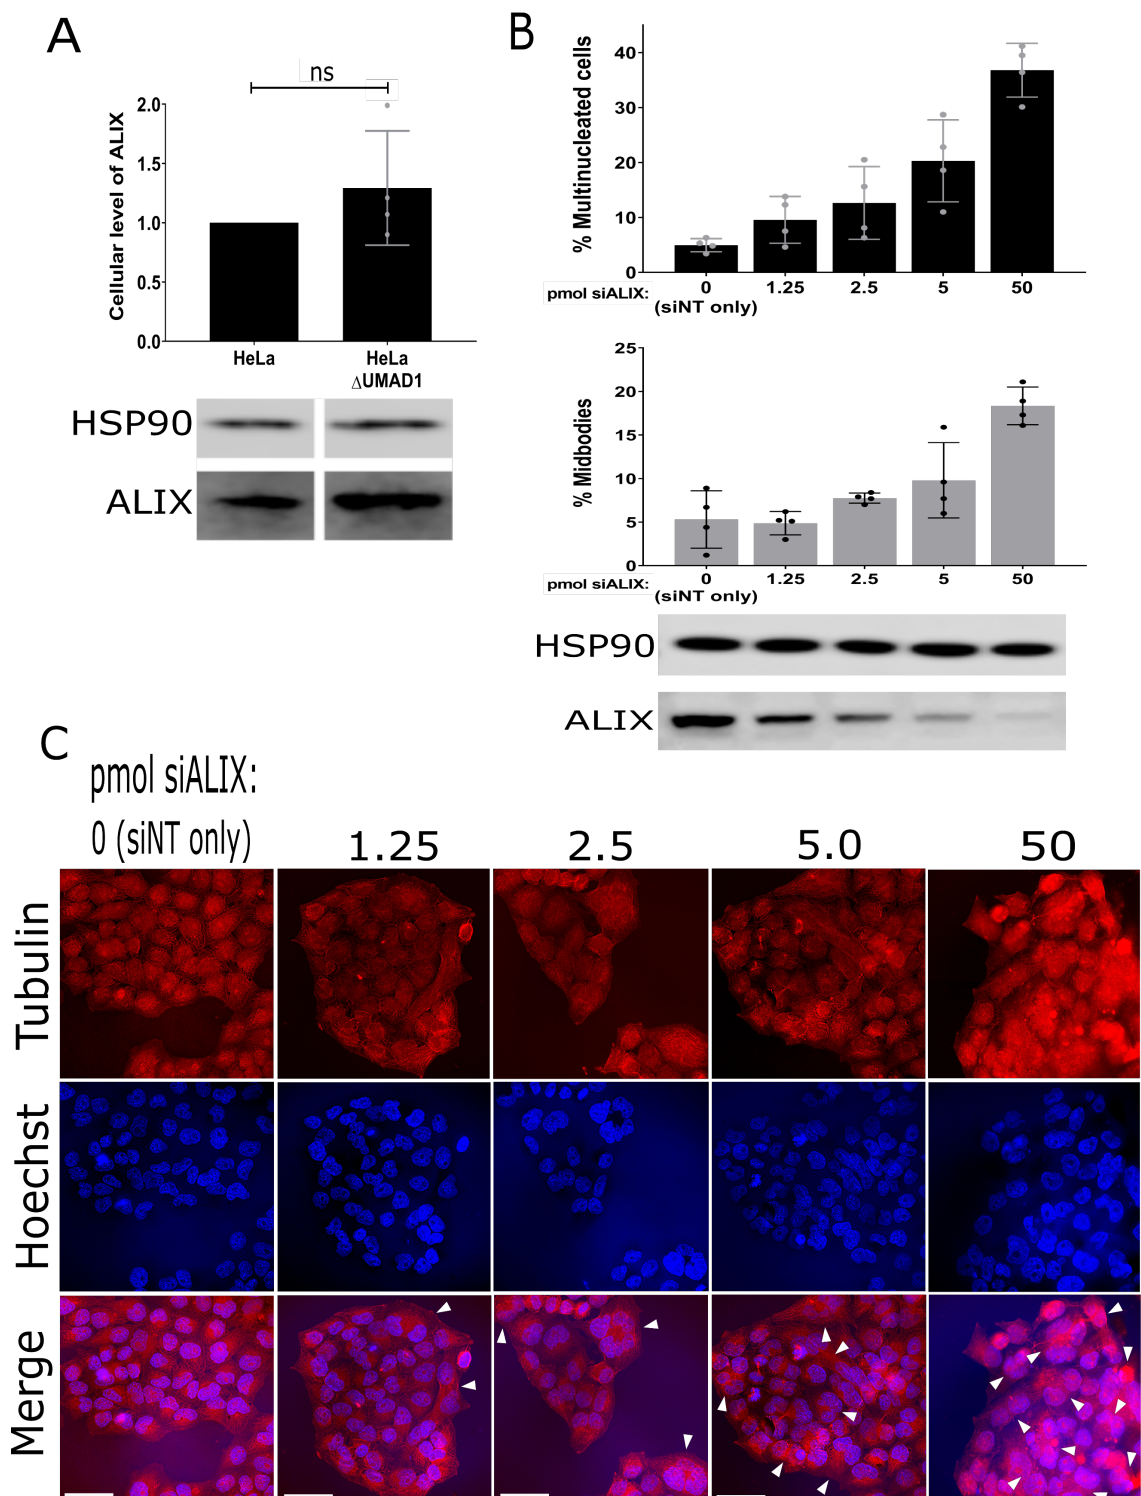 A
ns
Cellular level of ALIX
2.0
1.5
1.0
0.5
0.0
HeLa
HeLa
ΔUMAD1
HSP90
ALIX
B
% Multinucleated cells
40
30
20
10
0
pmol siALIX:
0
1.25
2.5
5
50
(siNT only)
% Midbodies
25
20
15
10
5
0
pmol siALIX:
0
1.25
2.5
5
50
(siNT only)
HSP90
ALIX
C
pmol siALIX:
0 (siNT only)
1.25
2.5
5.0
50
Tubulin
Hoechst
Merge